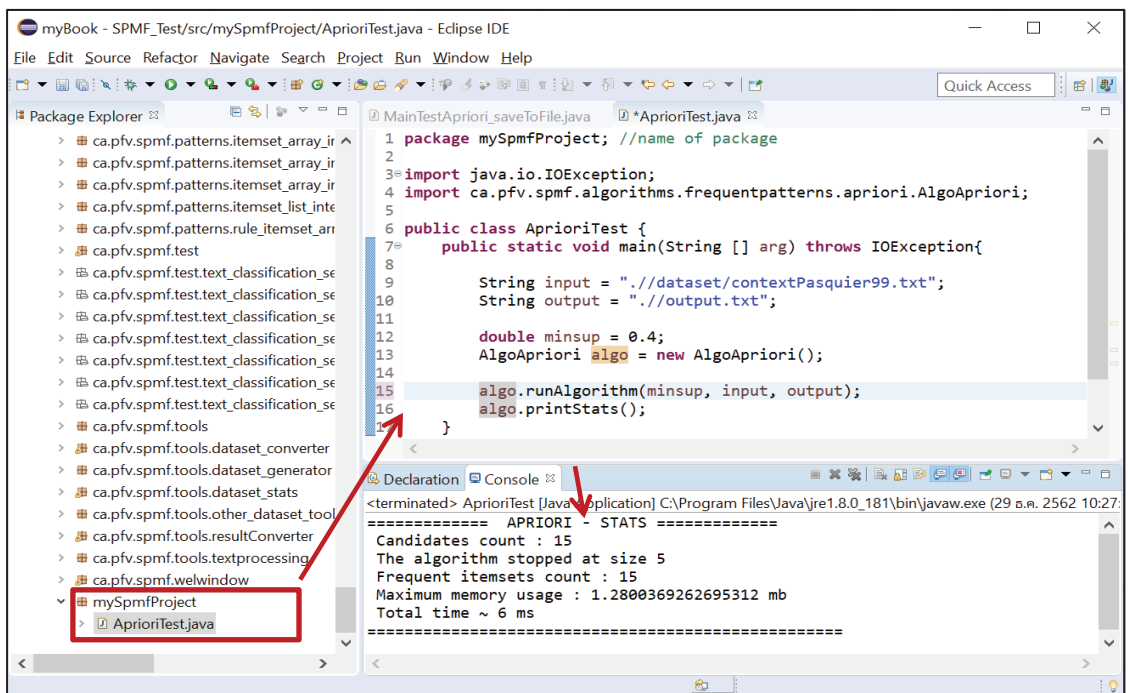 myBook - SPMF_Test/src/mySpmfProject/AprioriTest.java - Eclipse IDE
File Edit Source Refactor Navigate Search Project Run Window Help
Quick Access
Package Explorer
ca.pfv.spmf.patterns.itemset_array_ir
ca.pfv.spmf.patterns.itemset_array_ir
ca.pfv.spmf.patterns.itemset_array_ir
ca.pfv.spmf.patterns.itemset_list_inte
ca.pfv.spmf.patterns.rule_itemset_arr
ca.pfv.spmf.test
ca.pfv.spmf.test.text_classification_se
ca.pfv.spmf.test.text_classification_se
ca.pfv.spmf.test.text_classification_se
ca.pfv.spmf.test.text_classification_se
ca.pfv.spmf.test.text_classification_se
ca.pfv.spmf.test.text_classification_se
ca.pfv.spmf.test.text_classification_se
ca.pfv.spmf.tools
ca.pfv.spmf.tools.dataset_converter
ca.pfv.spmf.tools.dataset_generator
ca.pfv.spmf.tools.dataset_stats
ca.pfv.spmf.tools.other_dataset_tool
ca.pfv.spmf.tools.resultConverter
ca.pfv.spmf.tools.textprocessing
ca.pfv.spmf.welwindow
mySpmfProject
AprioriTest.java
MainTestApriori_saveToFile.java *AprioriTest.java
1 package mySpmfProject; //name of package
2
3 import java.io.IOException;
4 import ca.pfv.spmf.algorithms.frequentpatterns.apriori.AlgoApriori;
5
6 public class AprioriTest {
7 public static void main(String [] arg) throws IOException{
8
9 String input = ".//dataset/contextPasquier99.txt";
10 String output = ".//output.txt";
11
12 double minsup = 0.4;
13 AlgoApriori algo = new AlgoApriori();
14
15 algo.runAlgorithm(minsup, input, output);
16 algo.printStats();
17 }
Declaration Console
<terminated> AprioriTest [Java Application] C:\Program Files\Java\jre1.8.0_181\bin\javaw.exe (29 ธ.ค. 2562 10:27:
============= APRIORI - STATS =============
Candidates count : 15
The algorithm stopped at size 5
Frequent itemsets count : 15
Maximum memory usage : 1.2800369262695312 mb
Total time ~ 6 ms
===================================================